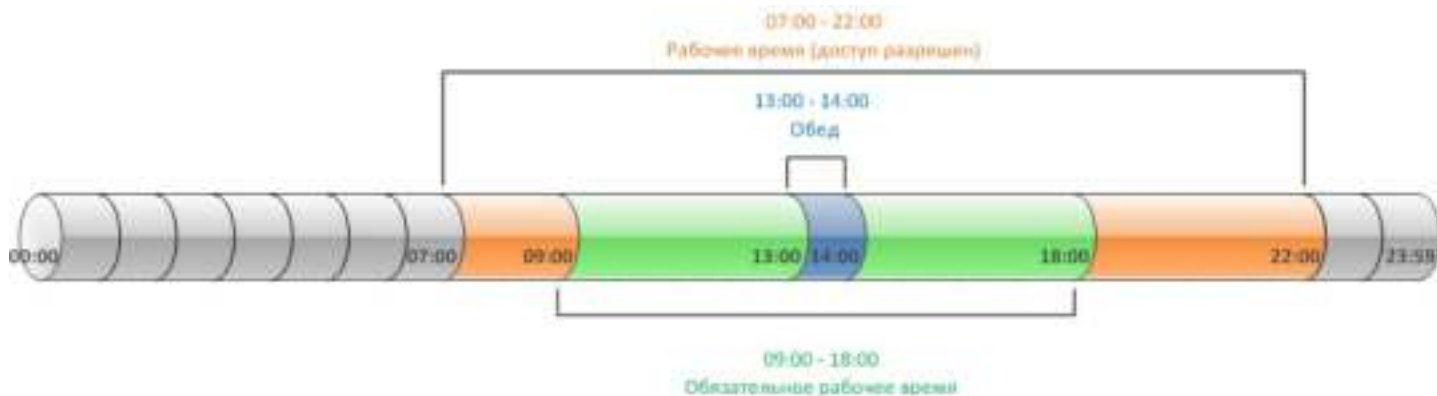 07:00 - 22:00
Рабочее время (доступ разрешен)
13:00 - 14:00
Обед
00:00
07:00
09:00
13:00
14:00
18:00
22:00
23:59
09:00 - 18:00
Обязательное рабочее время